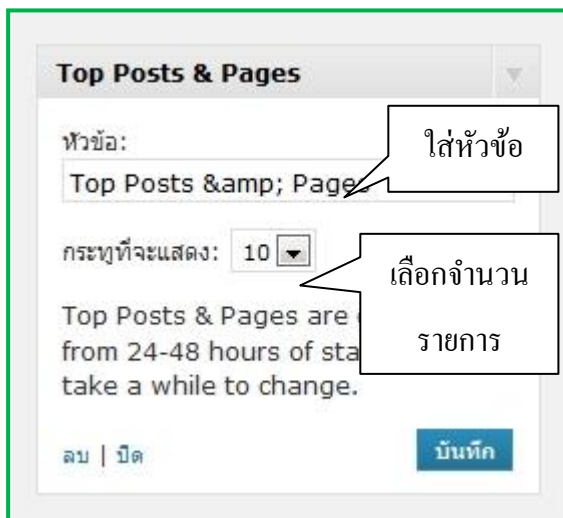 Top Posts & Pages
หัวข้อ:
ใส่หัวข้อ
Top Posts &amp; Pages
กระทู้ที่จะแสดง: 10
เลือกจำนวน
รายการ
Top Posts & Pages are
from 24-48 hours of sta
take a while to change.
ลบ | ปิด
บันทึก